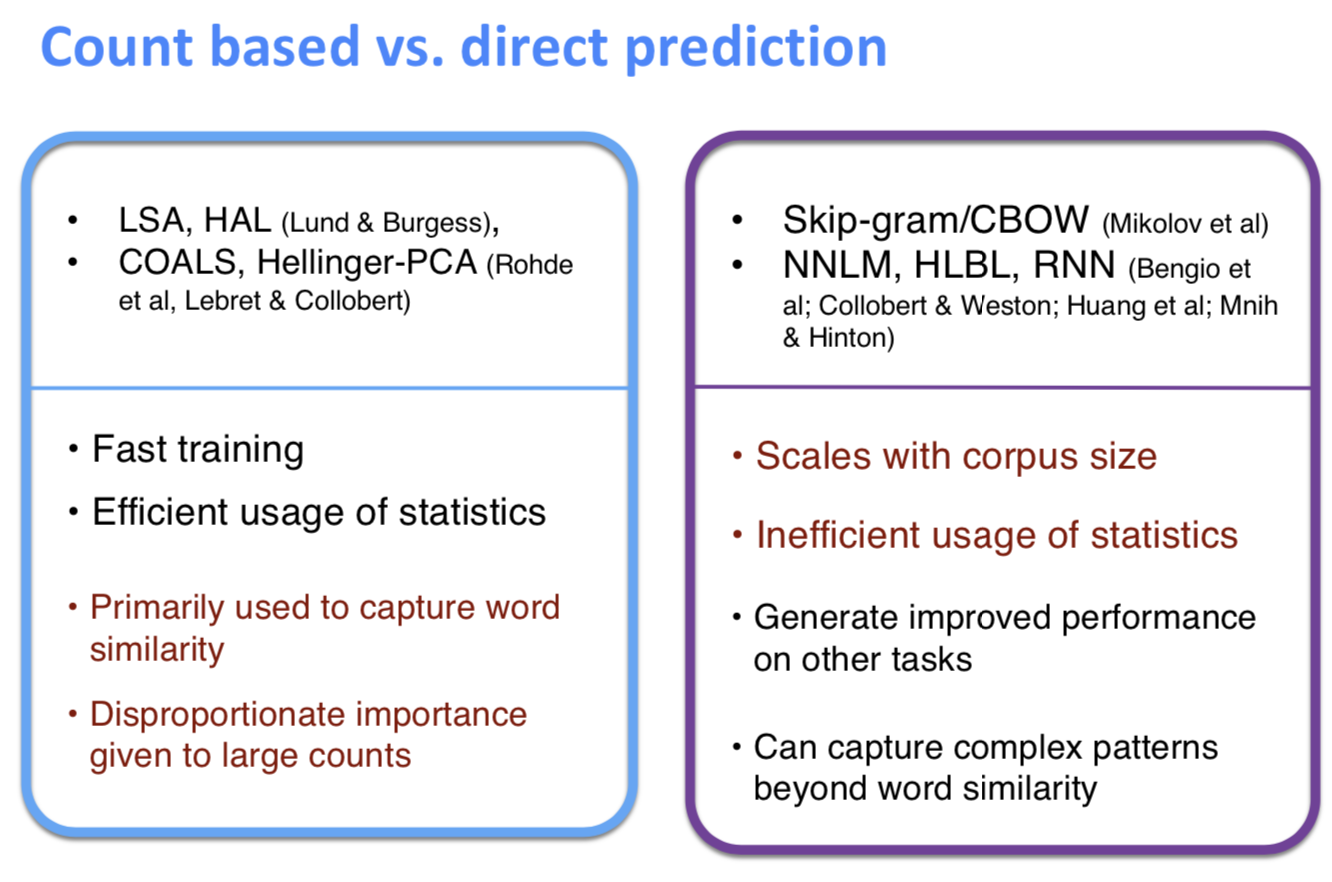 Count based vs. direct prediction
• LSA, HAL (Lund & Burgess),
• COALS, Hellinger-PCA (Rohde
et al, Lebret & Collobert)
• Fast training
• Efficient usage of statistics
• Primarily used to capture word
similarity
• Disproportionate importance
given to large counts
• Skip-gram/CBOW (Mikolov et al)
• NNLM, HLBL, RNN (Bengio et
al; Collobert & Weston; Huang et al; Mnih
& Hinton)
• Scales with corpus size
• Inefficient usage of statistics
• Generate improved performance
on other tasks
• Can capture complex patterns
beyond word similarity